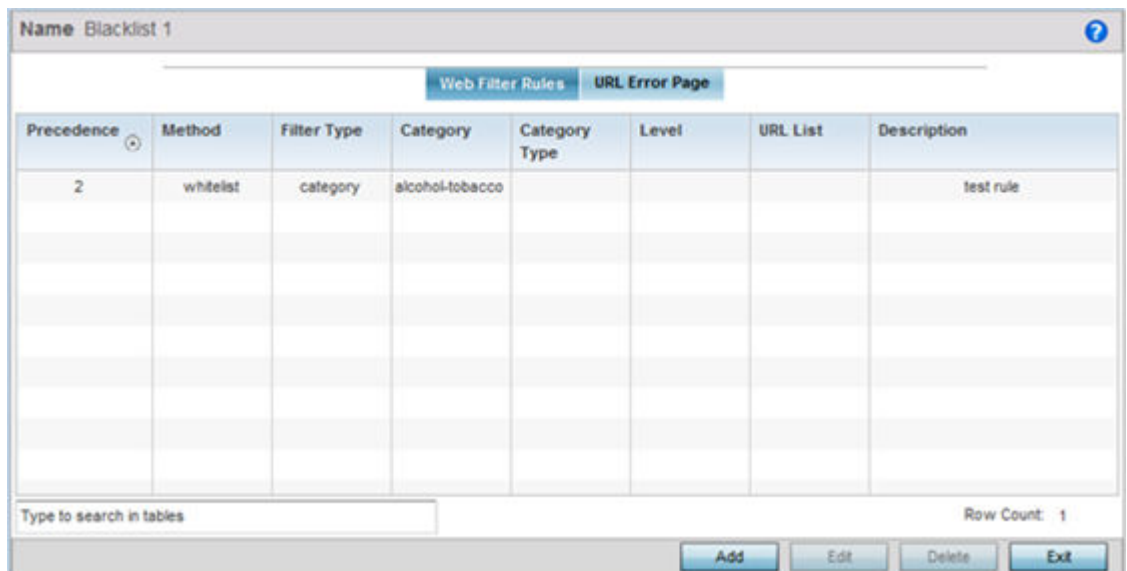 Name Blacklist 1 ?
Web Filter Rules URL Error Page
Precedence Method Filter Type Category Category Type Level URL List Description
2 whitelist category alcohol-tobacco test rule
Type to search in tables Row Count: 1
Add Edit Delete Exit